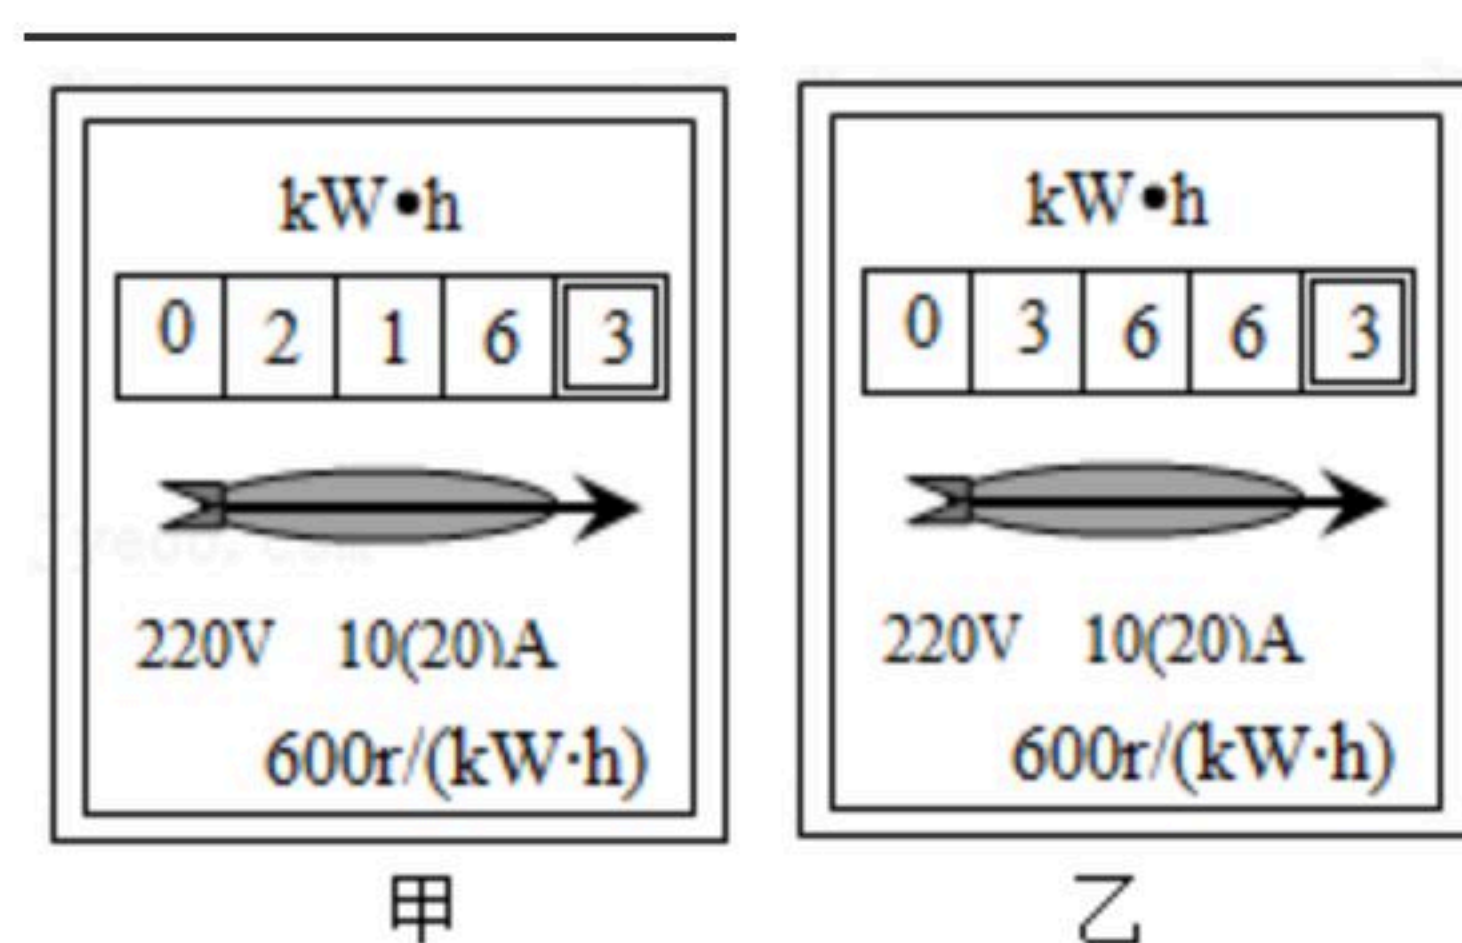 kW•h kW•h
0 2 1 6 3 0 3 6 6 3
220V 10(20)A 220V 10(20)A
600r/(kW·h) 600r/(kW·h)
甲 乙